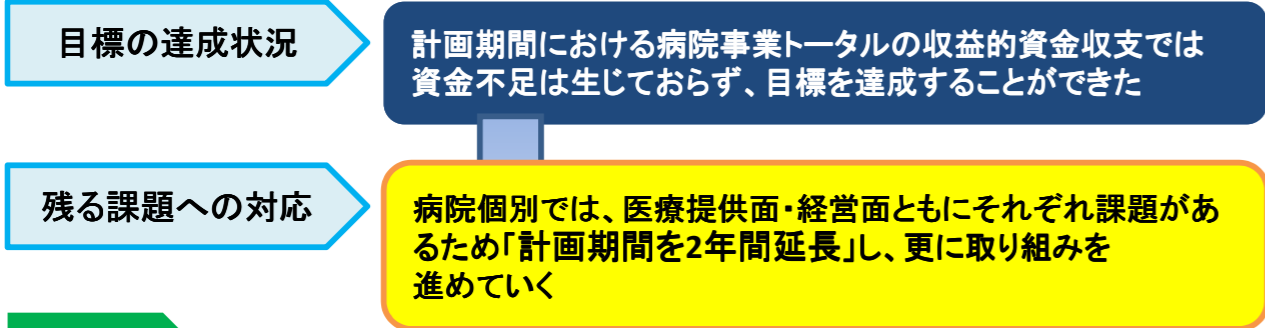 目標の達成状況
計画期間における病院事業トータルの収益的資金収支では
資金不足は生じておらず、目標を達成することができた
残る課題への対応
病院個別では、医療提供面・経営面ともにそれぞれ課題があ
るため「計画期間を2年間延長」し、更に取り組みを
進めていく